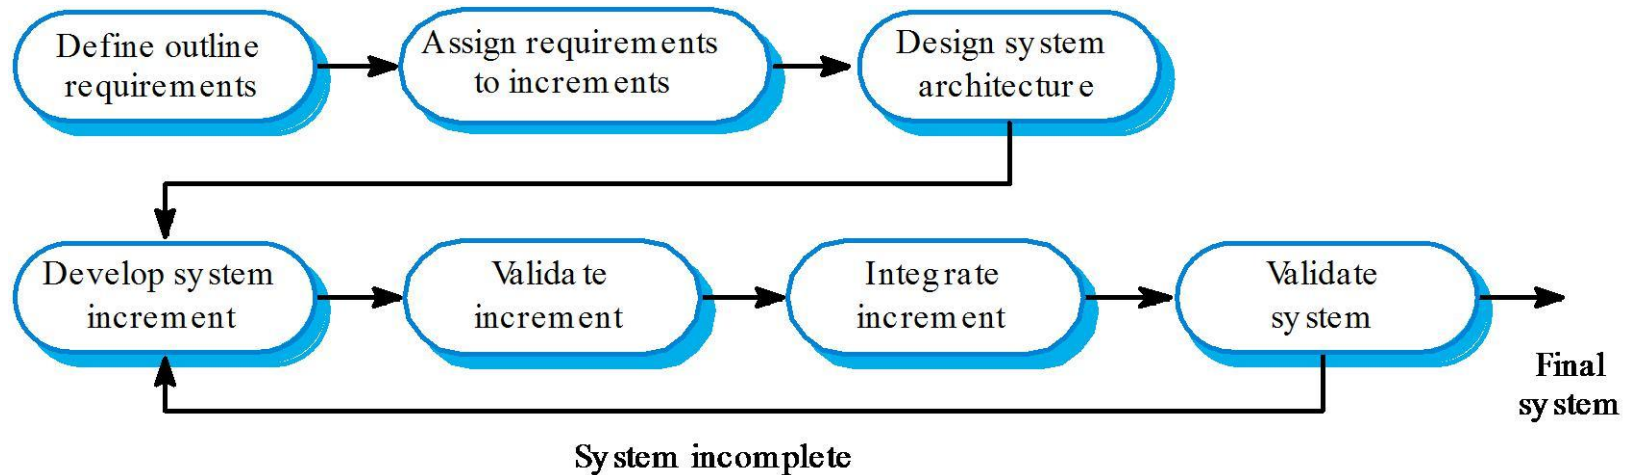 Define outline
requirements
Assign requirements
to increments
Design system
architecture
Develop system
increment
Validate
increment
Integrate
increment
Validate
system
Final
system
System incomplete